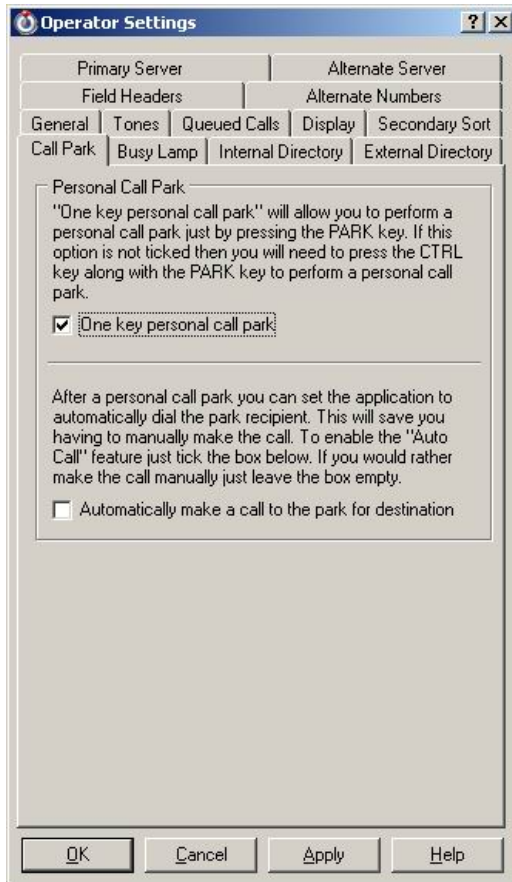 Operator Settings
Primary Server Alternate Server
Field Headers Alternate Numbers
General Tones Queued Calls Display Secondary Sort
Call Park Busy Lamp Internal Directory External Directory
Personal Call Park
"One key personal call park" will allow you to perform a
personal call park just by pressing the PARK key. If this
option is not ticked then you will need to press the CTRL
key along with the PARK key to perform a personal call
park.
One key personal call park
After a personal call park you can set the application to
automatically dial the park recipient. This will save you
having to manually make the call. To enable the "Auto
Call" feature just tick the box below. If you would rather
make the call manually just leave the box empty.
Automatically make a call to the park for destination
OK Cancel Apply Help